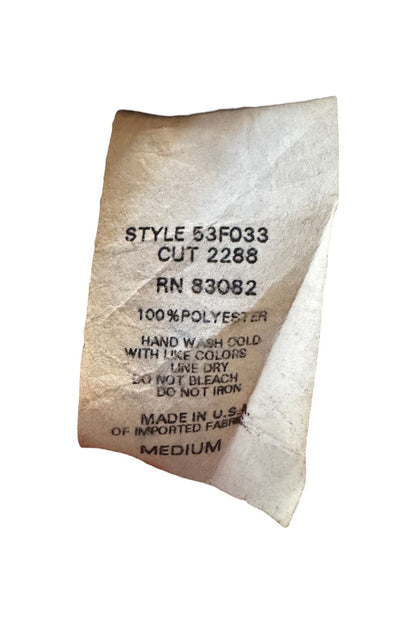 STYLE 53F033
CUT 2288
RN 83082
100%POLYESTER
HAND WASH COLD
WITH LIKE COLORS
LINE DRY
DO NOT BLEACH
DO NOT IRON
MADE IN U.S.A.
OF IMPORTED FABRIC
MEDIUM